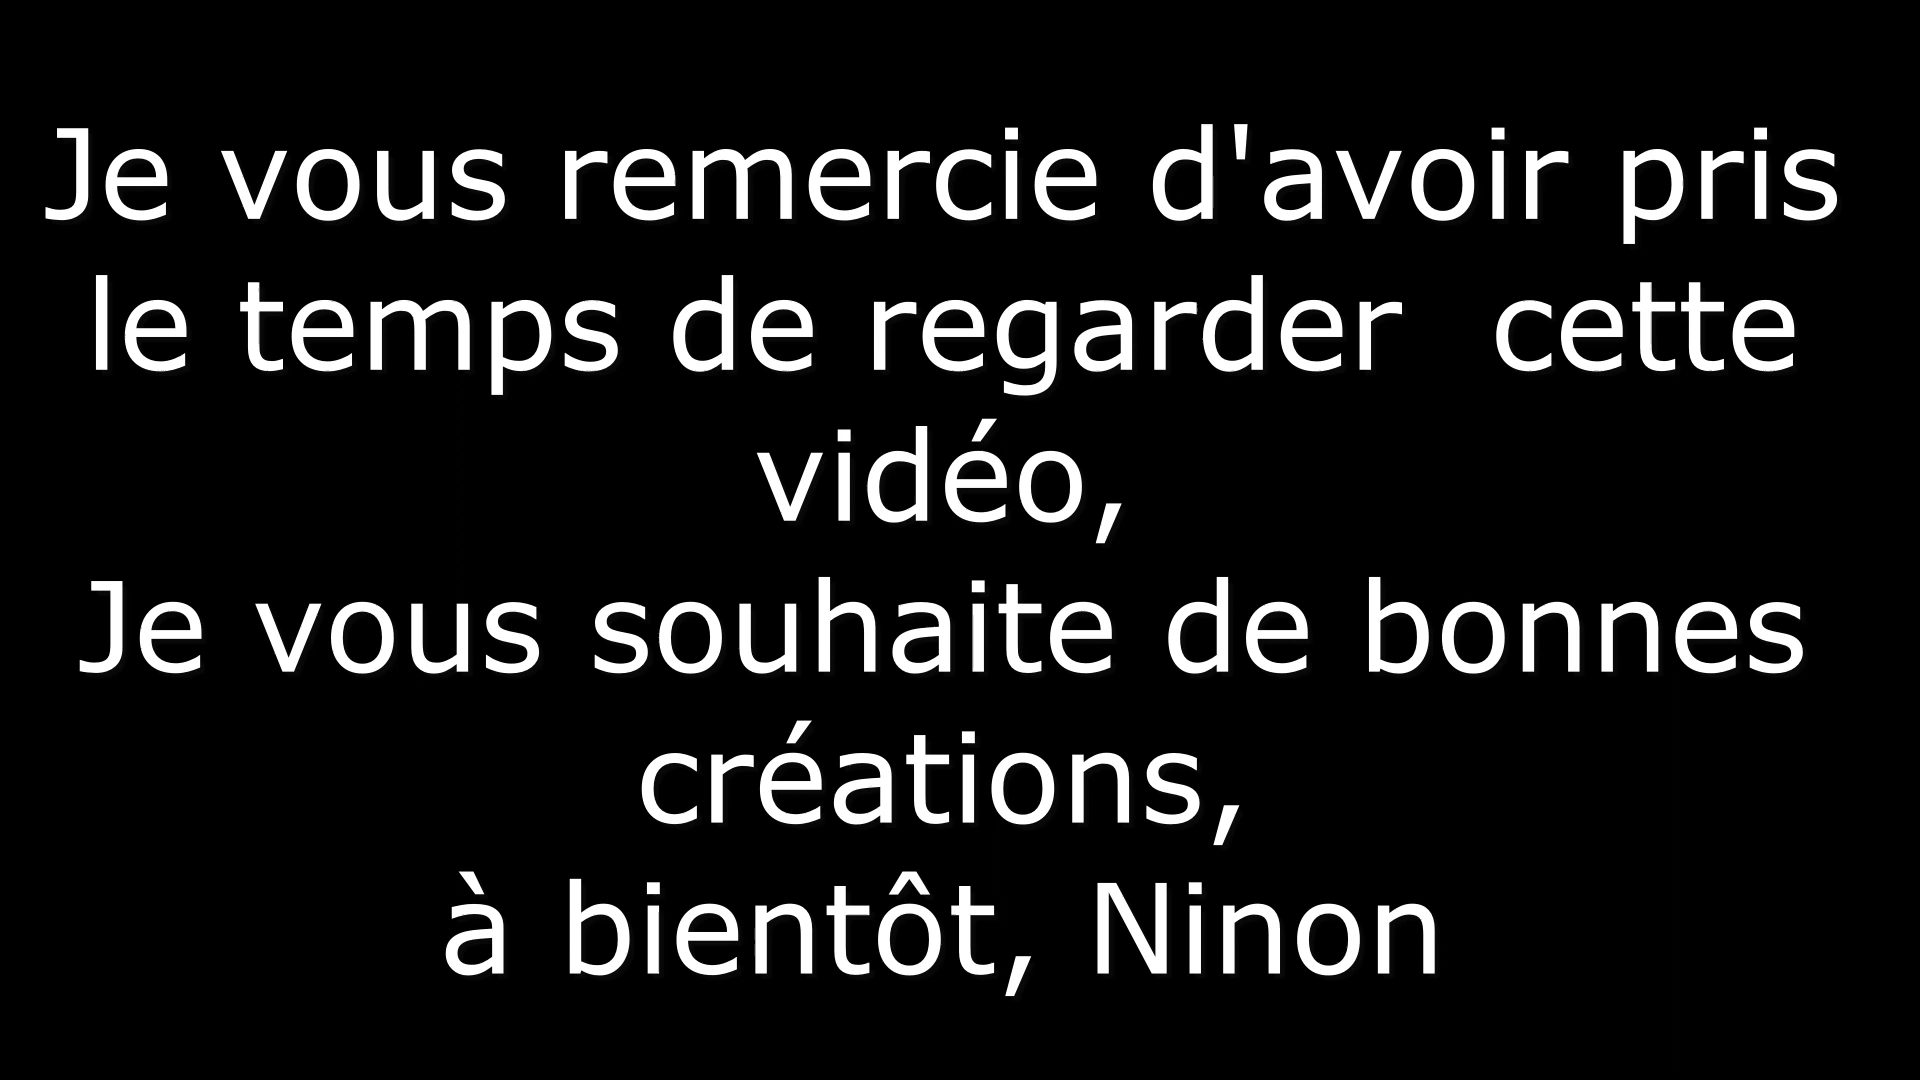 Je vous remercie d'avoir pris
le temps de regarder  cette
vidéo,
Je vous souhaite de bonnes
créations,
à bientôt, Ninon